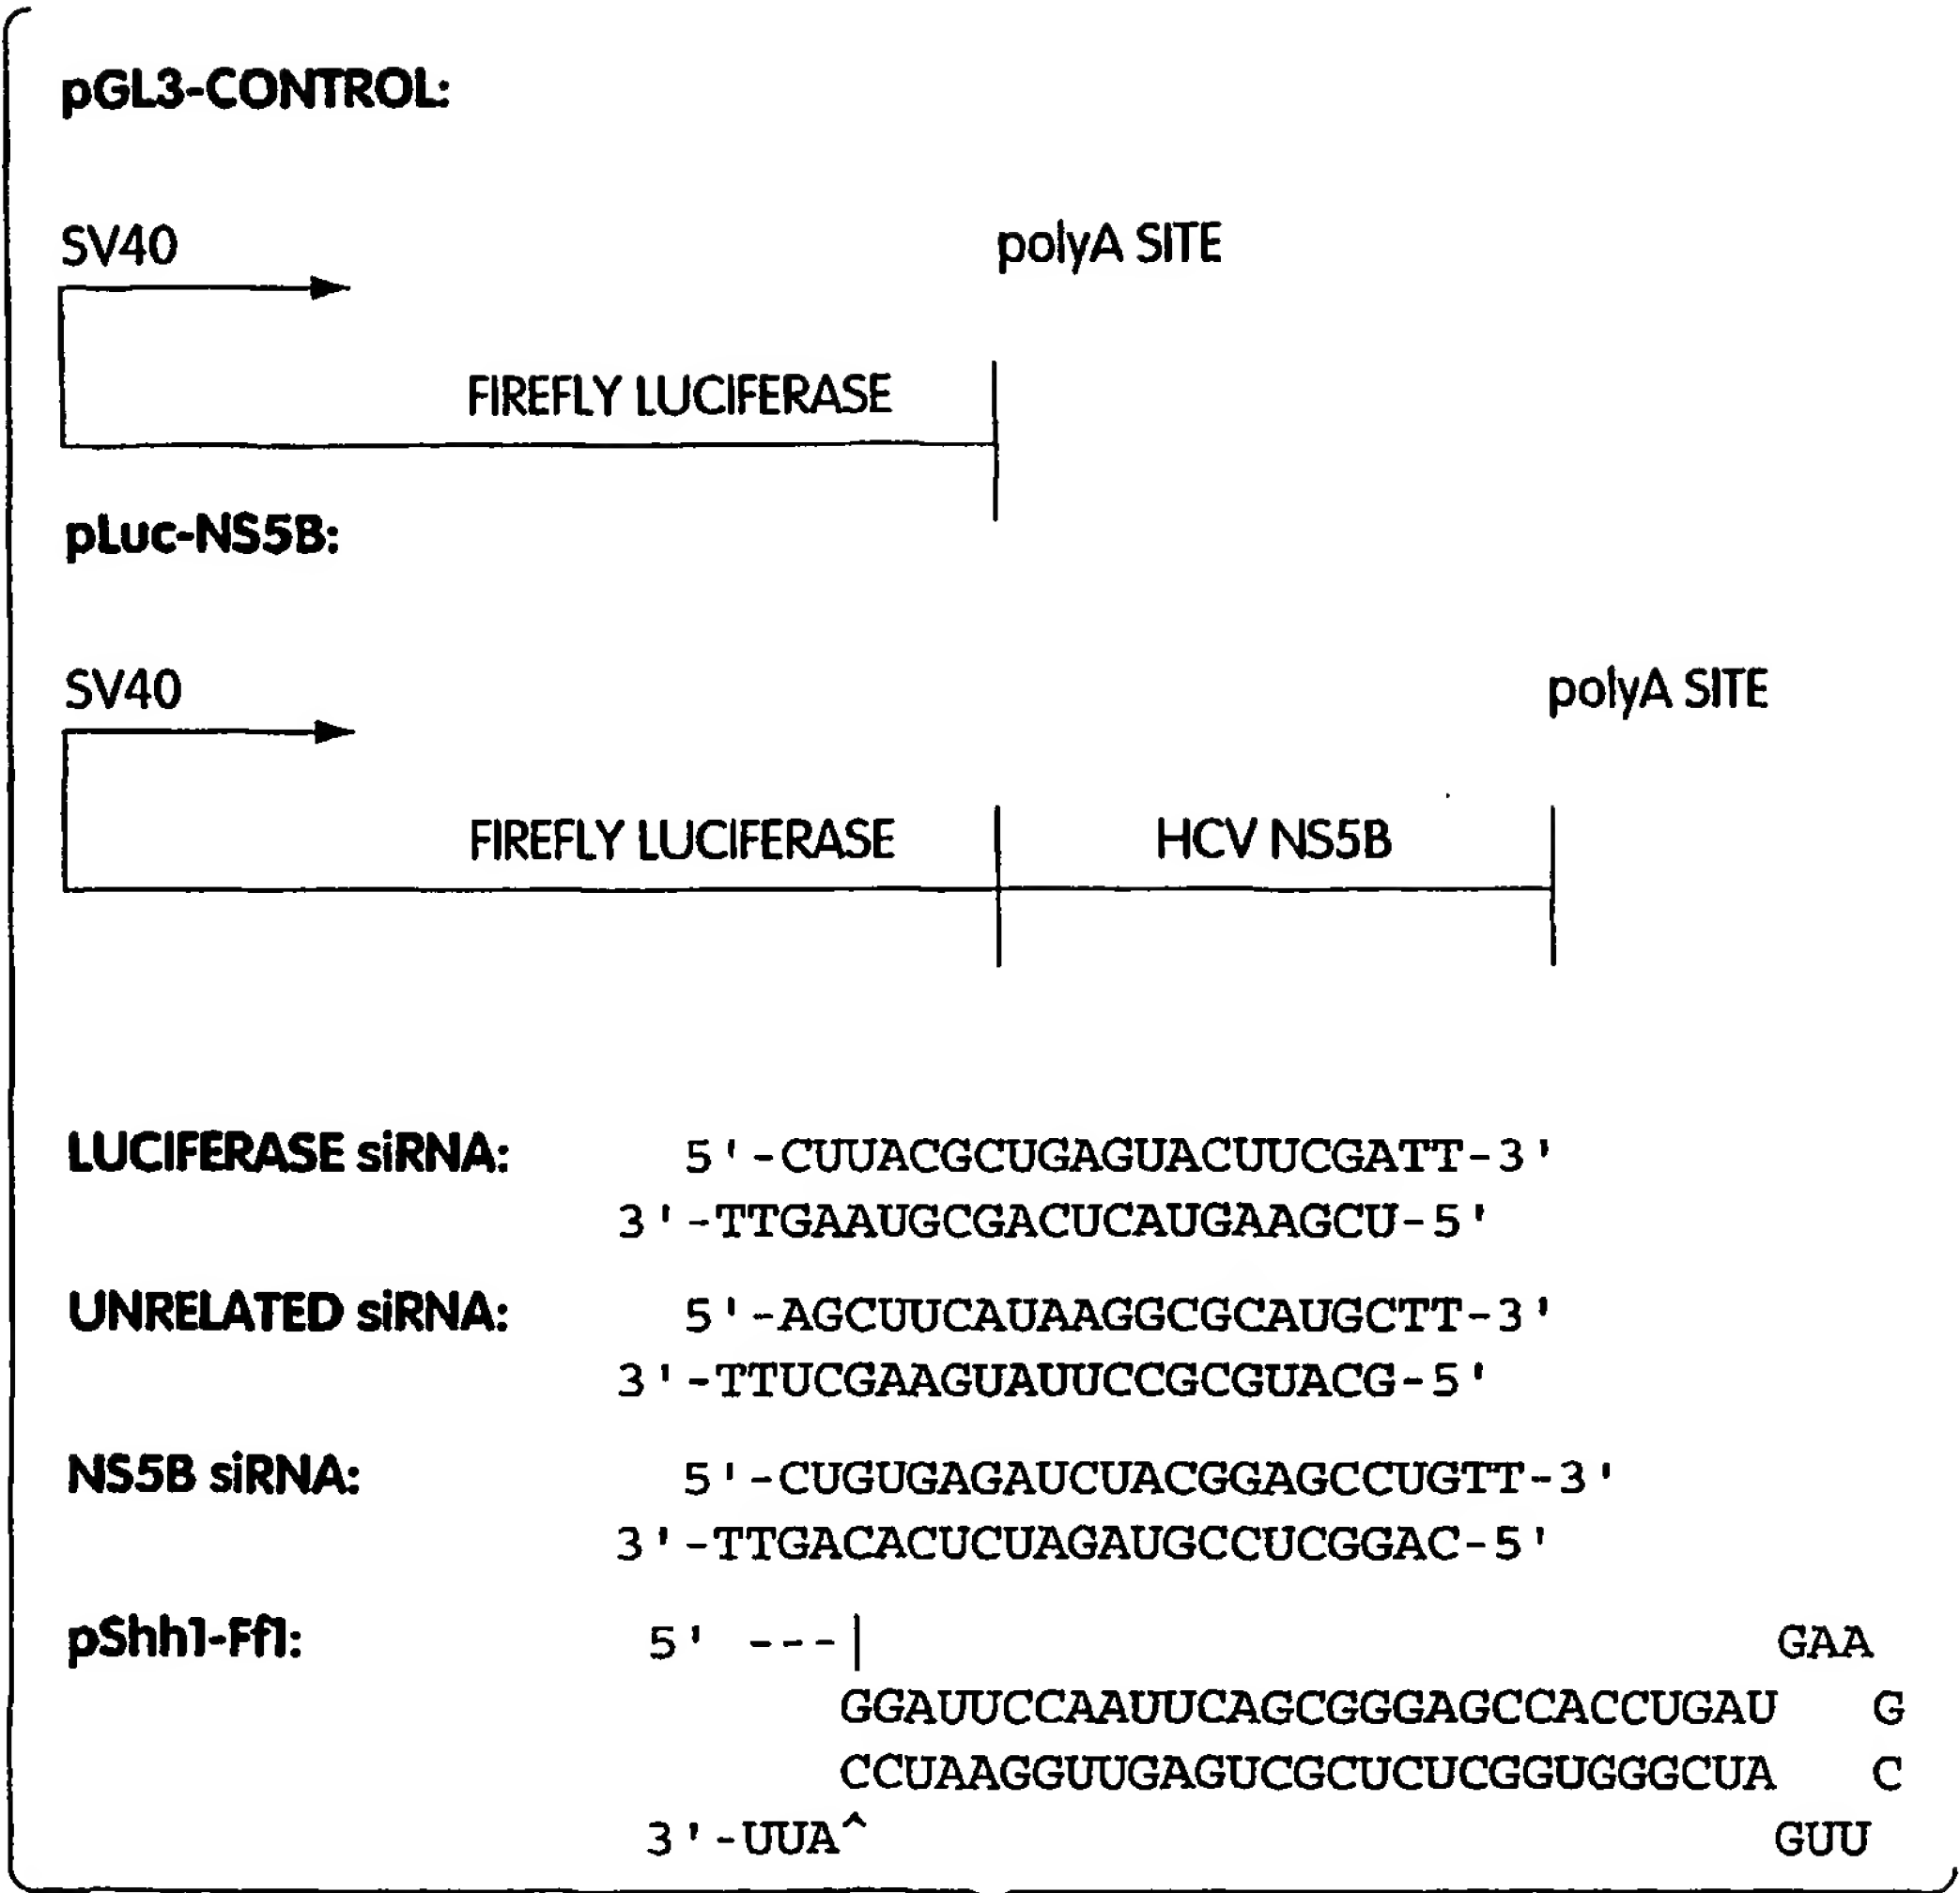 pGL3-CONTROL:
SV40
polyA SITE
FIREFLY LUCIFERASE
pLuc-NS5B:
SV40
polyA SITE
FIREFLY LUCIFERASE
HCV NS5B
LUCIFERASE siRNA: 5'-CUUACGCUGAGUACUUCGATT-3'
3'-TTGAAUGCGACUCAUGAAGCU-5'
UNRELATED siRNA: 5'-AGCUUCAUAAGGCGCAUGCTT-3'
3'-TTUCGAAGUAUUCCGCGUACG-5'
NS5B siRNA: 5'-CUGUGAGAUCUACGGAGCCUGTT-3'
3'-TTGACACUCUAGAUGCCUCGGAC-5'
pShh1-Ff1: 5' ---| GAA
GGAUUCCAAUUCAGCGGGAGCCACCUGAU G
CCUAAGGUUGAGUCGCUCUCGGUGGGCUA C
3'-UUA^ GUU